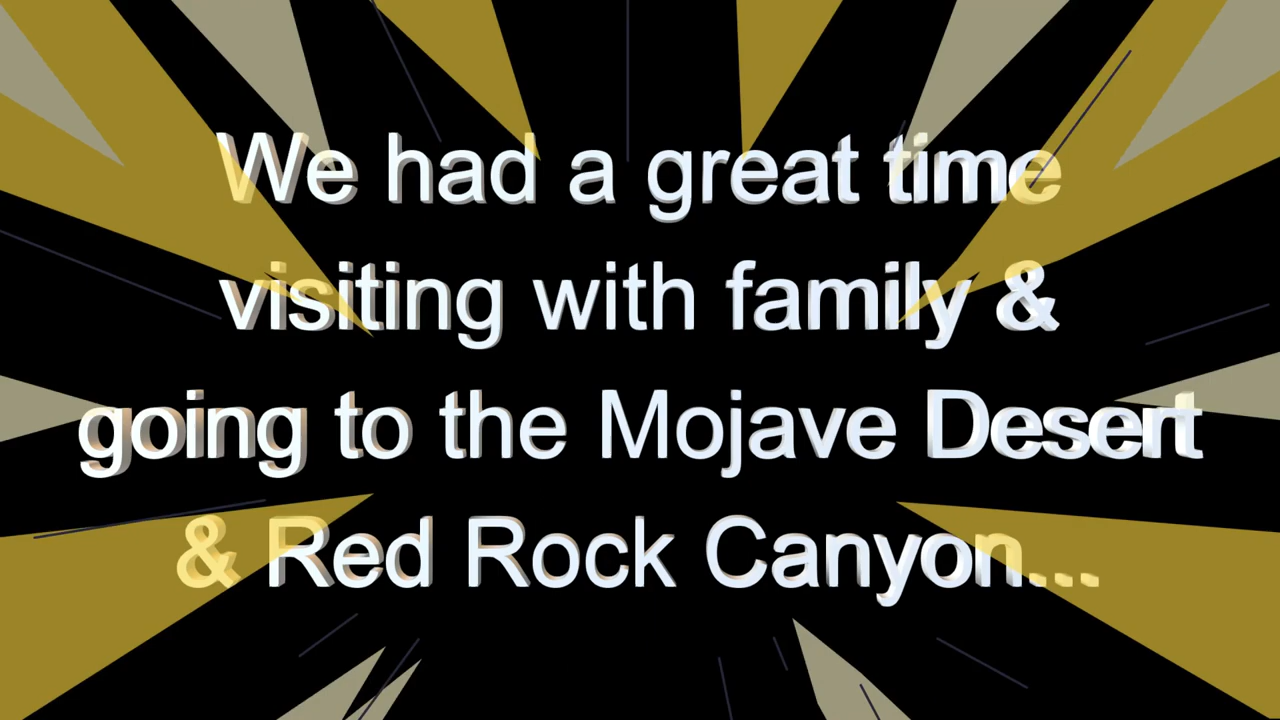 We had a great time
visiting with family &
going to the Mojave Desert
& Red Rock Canyon...